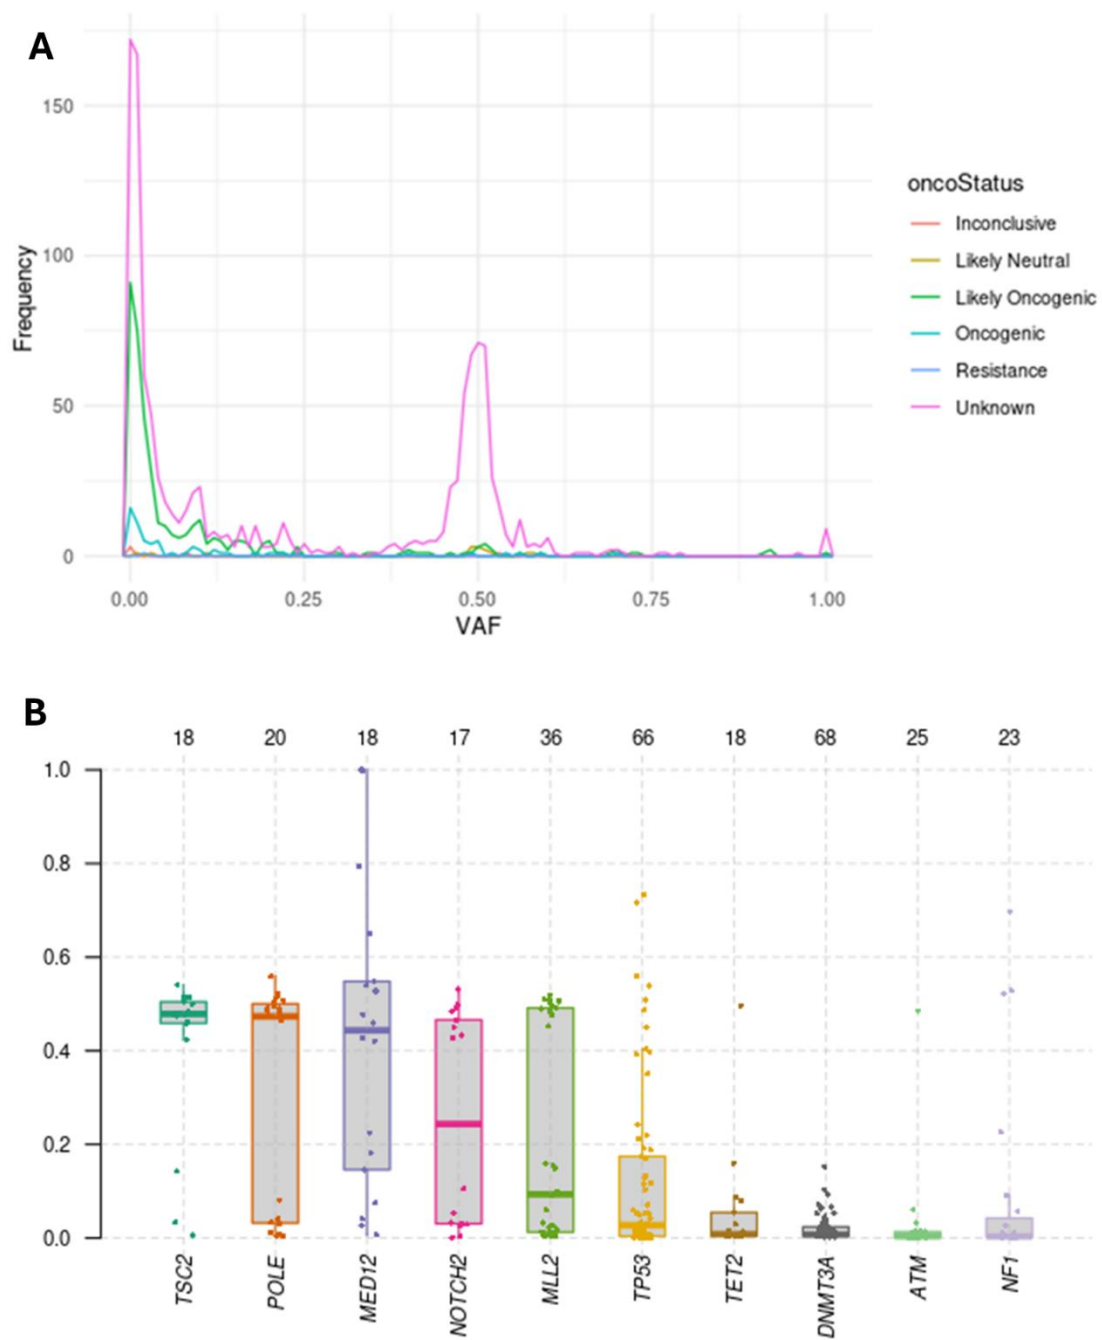 A
150
100
50
0
Frequency
0.00 0.25 0.50 0.75 1.00
VAF
oncoStatus
Inconclusive
Likely Neutral
Likely Oncogenic
Oncogenic
Resistance
Unknown
B
18 20 18 17 36 66 18 68 25 23
1.0
0.8
0.6
0.4
0.2
0.0
TSC2 POLE MED12 NOTCH2 MLL2 TP53 TET2 DNMT3A ATM NF1